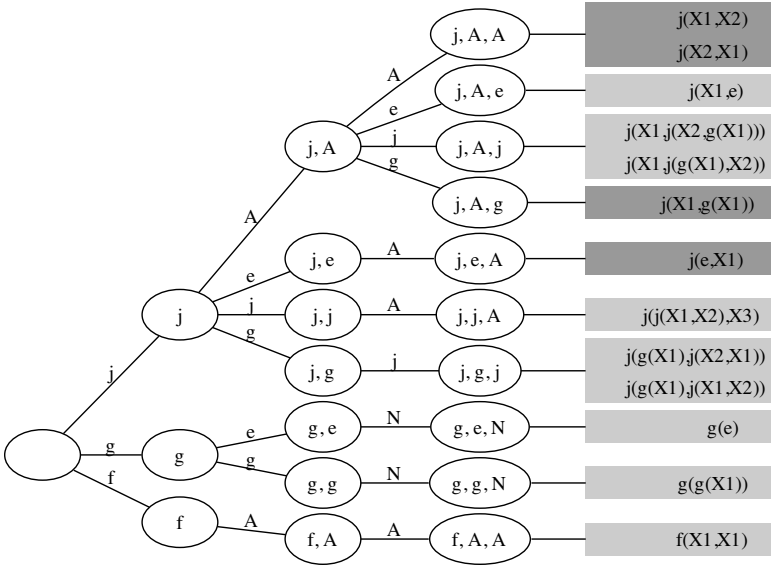 j, A, A
j(X1,X2)
j(X2,X1)
A
j, A, e
j(X1,e)
e
j, A
j
j, A, j
j(X1,j(X2,g(X1)))
j(X1,j(g(X1),X2))
g
j, A, g
j(X1,g(X1))
A
j, e
A
j, e, A
j(e,X1)
e
j
j
j, j
A
j, j, A
j(j(X1,X2),X3)
g
j, g
j
j, g, j
j(g(X1),j(X2,X1))
j(g(X1),j(X1,X2))
j
g
g
e
g, e
N
g, e, N
g(e)
g
g, g
N
g, g, N
g(g(X1))
f
f
A
f, A
A
f, A, A
f(X1,X1)